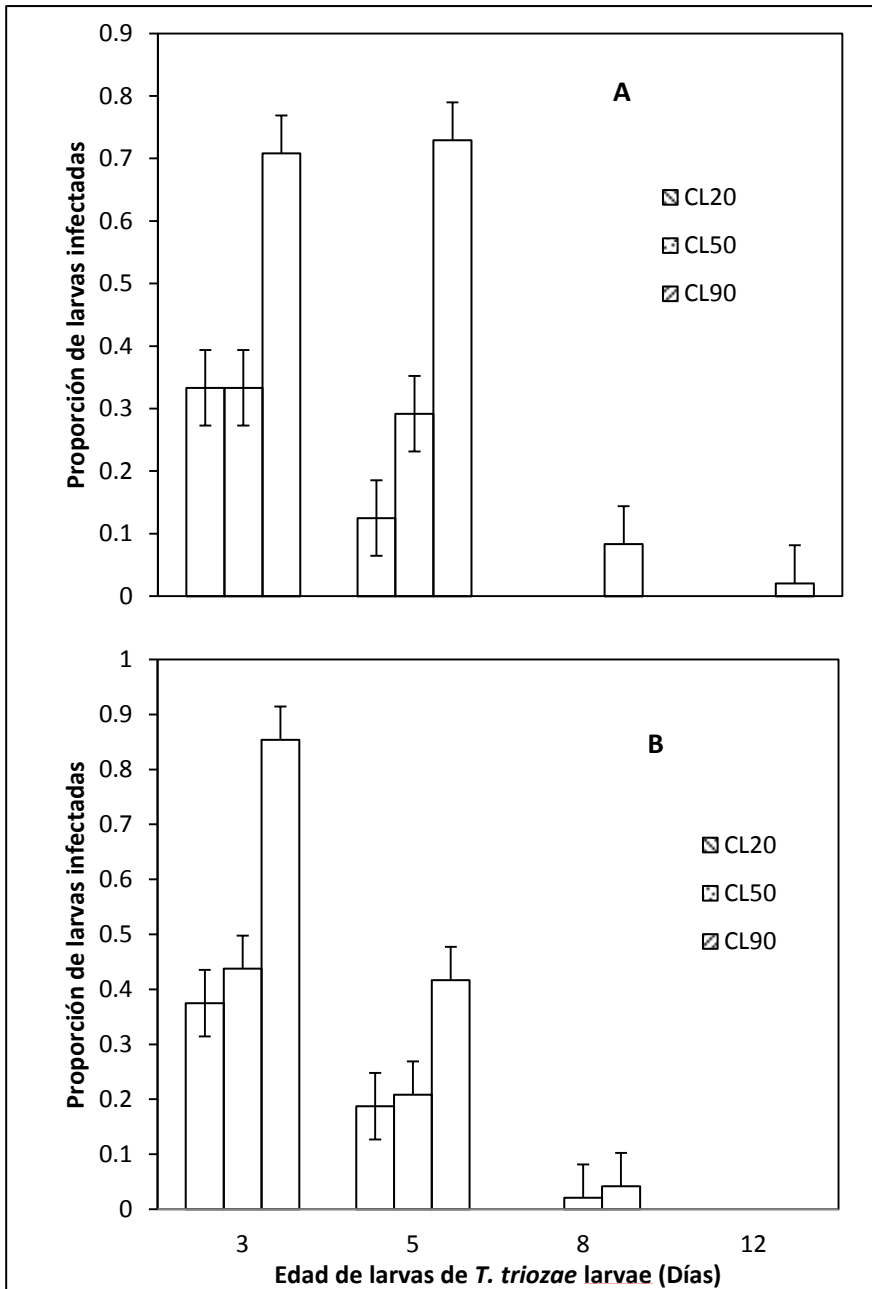 0.9
0.8
0.7
0.6
0.5
0.4
0.3
0.2
0.1
0
Proporción de larvas infectadas
A
CL20
CL50
CL90
1
0.9
0.8
0.7
0.6
0.5
0.4
0.3
0.2
0.1
0
Proporción de larvas infectadas
B
CL20
CL50
CL90
3 5 8 12
Edad de larvas de T. triozae larvae (Días)